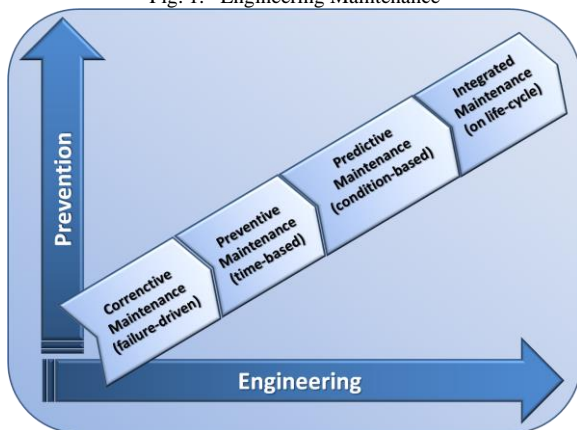 Fig. 1. Engineering Maintenance
Prevention
Correnctive
Maintenance
(failure-driven)
Preventive
Maintenance
(time-based)
Predictive
Maintenance
(condition-based)
Integrated
Maintenance
(on life-cycle)
Engineering